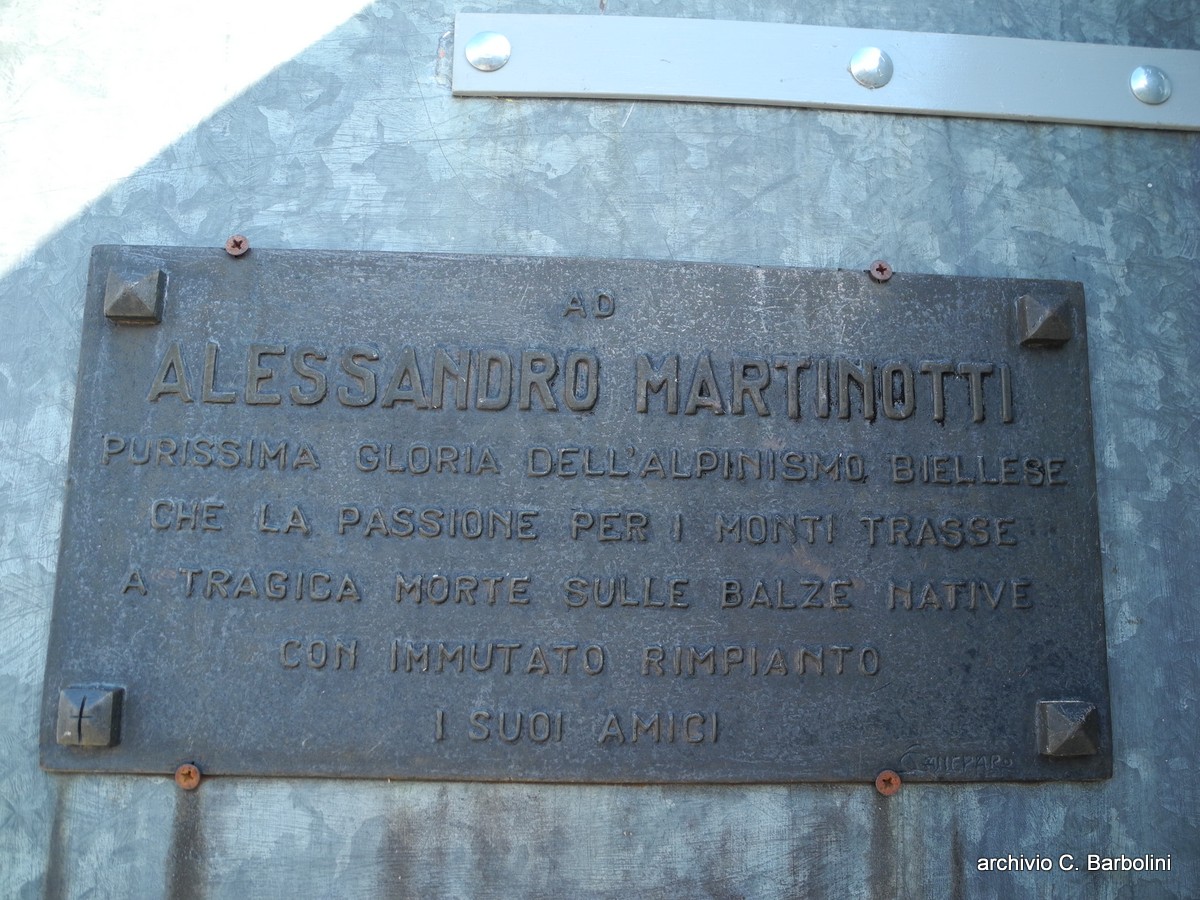 AD
ALESSANDRO MARTINOTTI
PURISSIMA GLORIA DELL'ALPINISMO BIELLESE
CHE LA PASSIONE PER I MONTI TRASSE
A TRAGICA MORTE SULLE BALZE NATIVE
CON IMMUTATO RIMPIANTO
I SUOI AMICI
archivio C. Barbolini